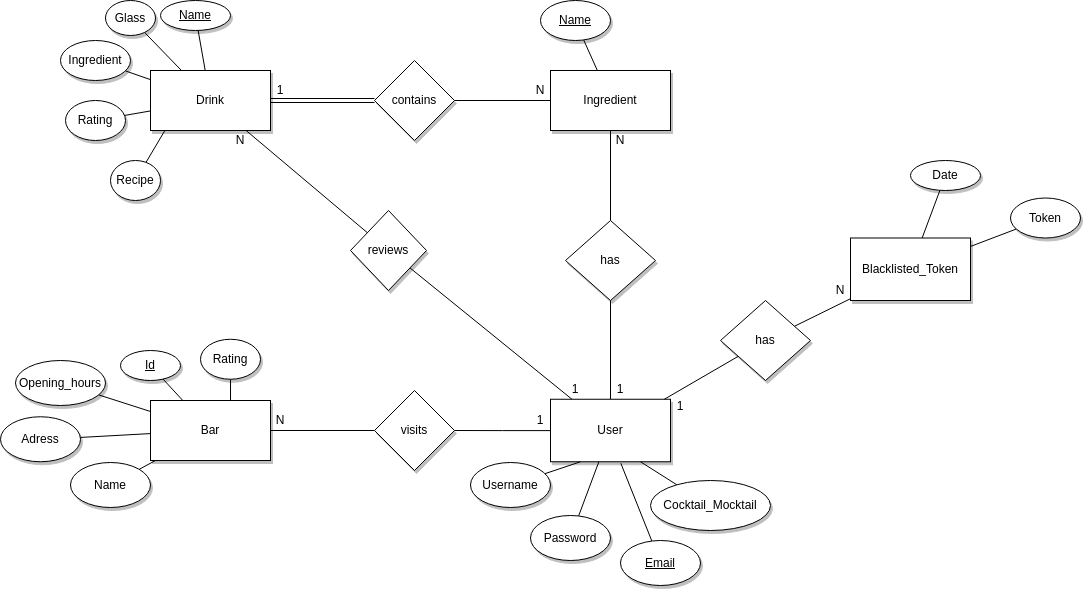 Glass
Name
Name
Ingredient
Drink
1
contains
N
Ingredient
Rating
N
N
Recipe
Date
Token
reviews
has
Blacklisted_Token
N
has
Id
Rating
Opening_hours
1
1
1
Adress
Bar
N
visits
1
User
Name
Username
Cocktail_Mocktail
Password
Email